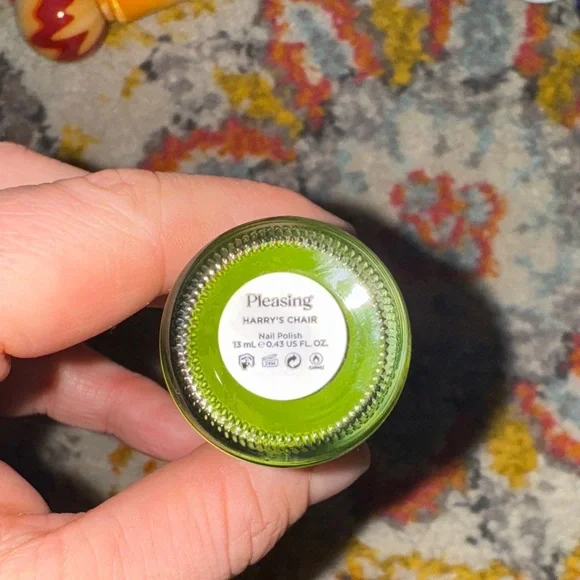 Pleasing
HARRY'S CHAIR
Nail Polish
13 mL ℮ 0.43 US FL. OZ.